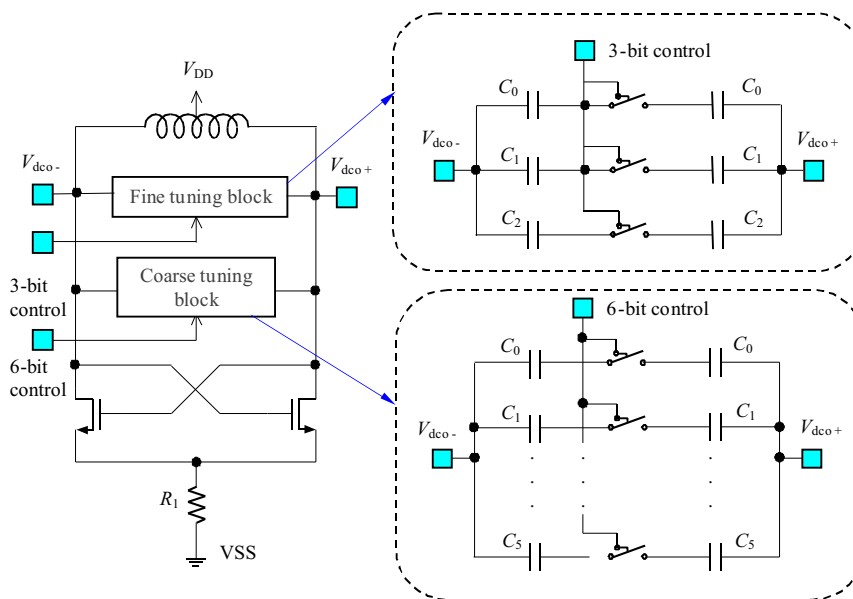 V_DD
V_dco-
V_dco+
Fine tuning block
Coarse tuning
block
3-bit
control
6-bit
control
R_1
VSS
3-bit control
C_0
C_0
V_dco-
V_dco+
C_1
C_1
C_2
C_2
6-bit control
C_0
C_0
C_1
C_1
V_dco-
V_dco+
C_5
C_5